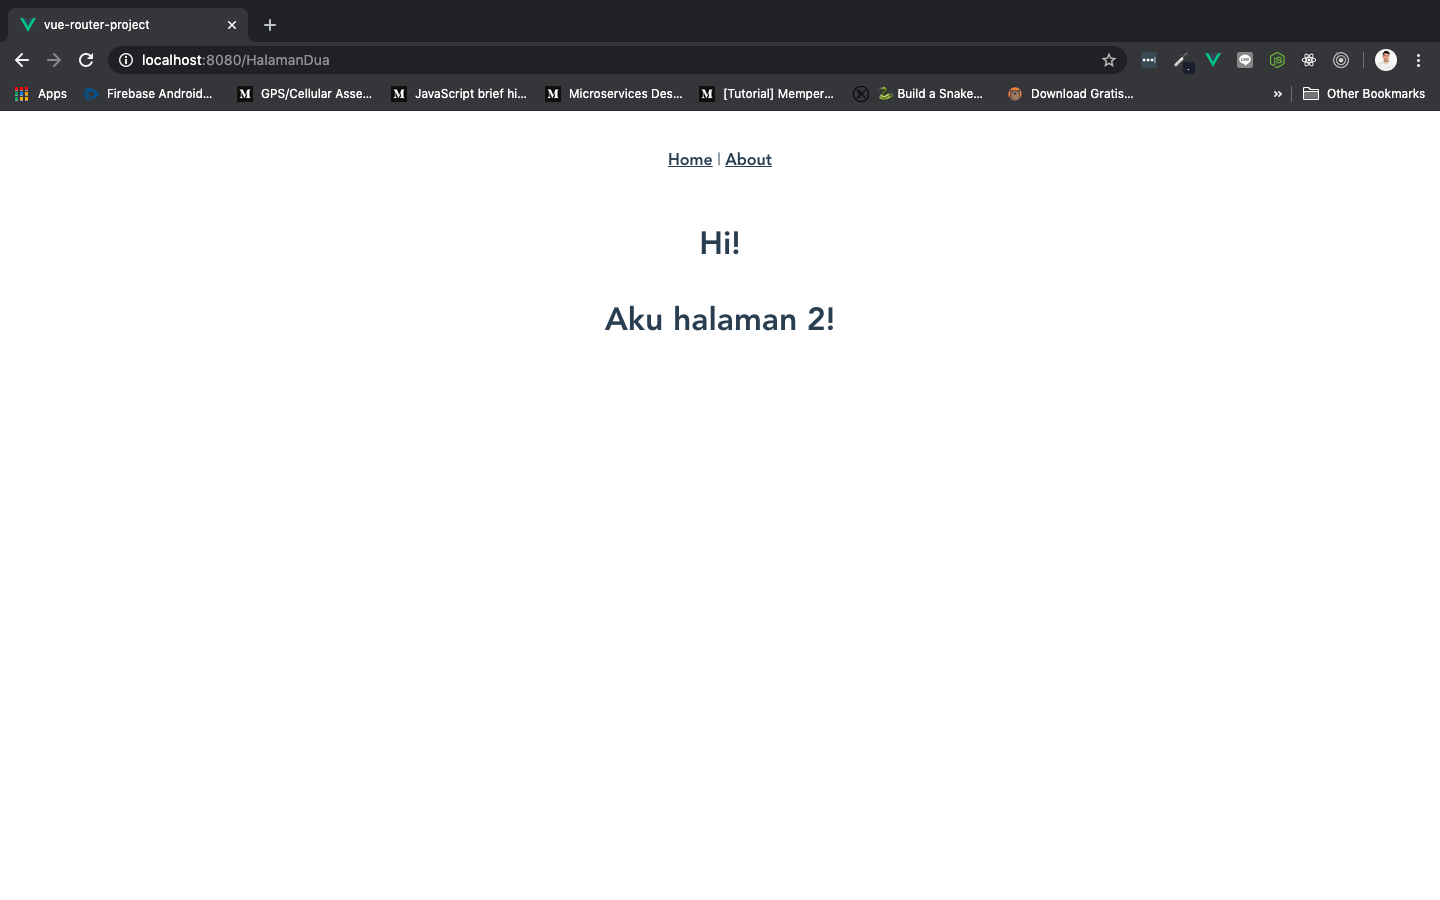 vue-router-project
localhost:8080/HalamanDua
Apps
Firebase Android...
GPS/Cellular Asse...
JavaScript brief hi...
Microservices Des...
[Tutorial] Memper...
Build a Snake...
Download Gratis...
»
Other Bookmarks
Home | About
Hi!
Aku halaman 2!